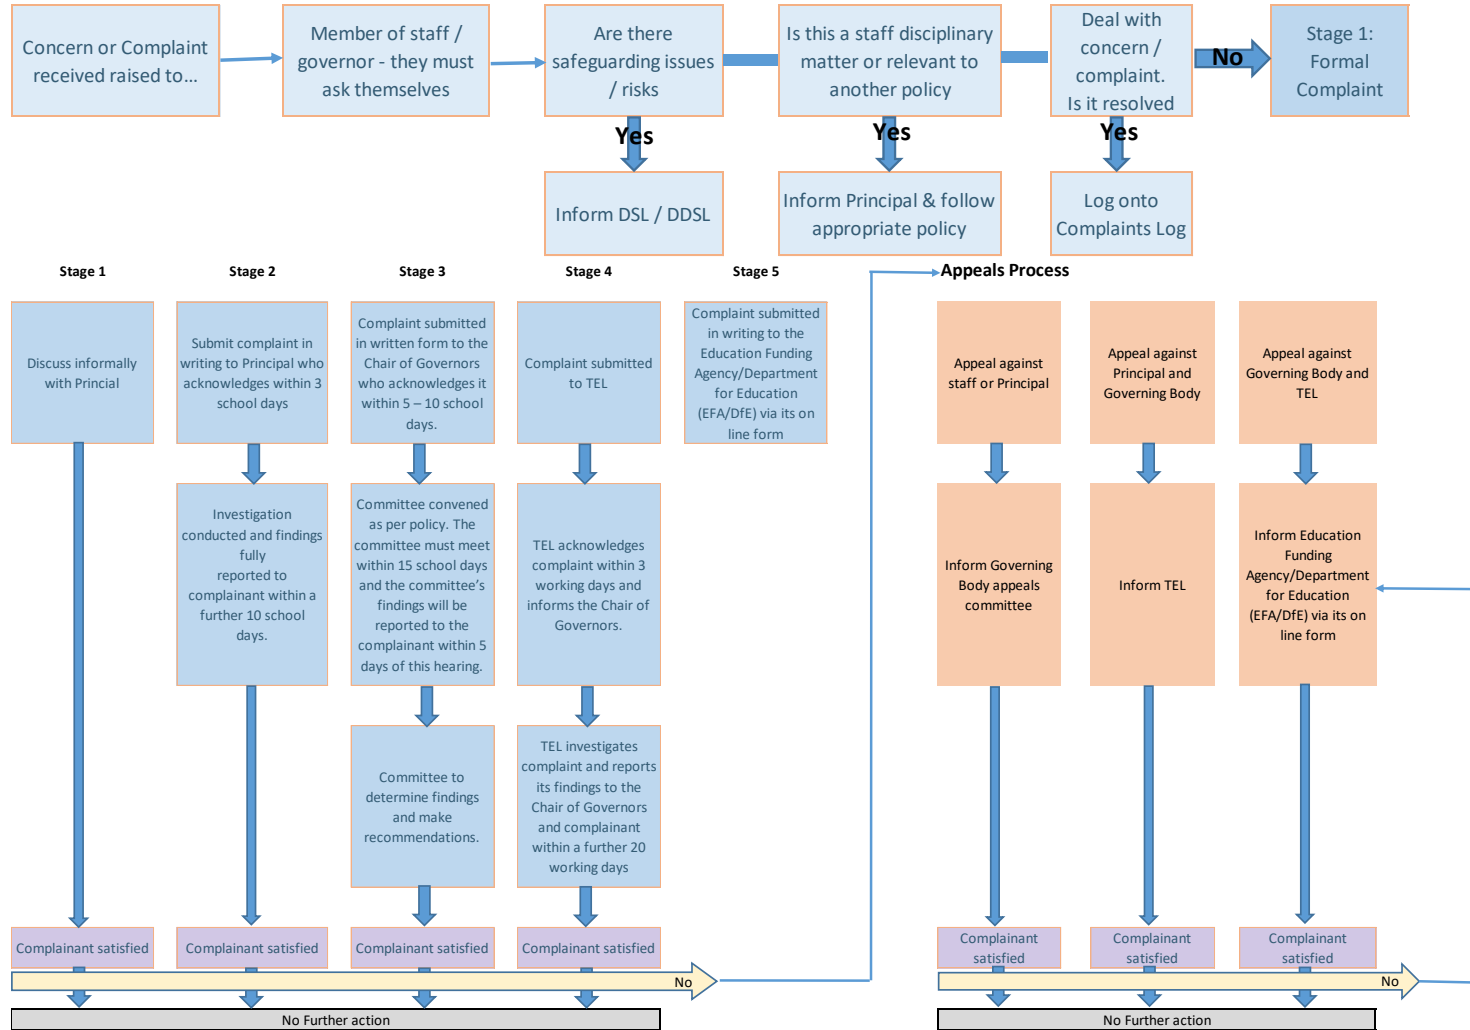 Concern or Complaint
received raised to...
Member of staff /
governor - they must
ask themselves
Are there
safeguarding issues
/ risks
Is this a staff disciplinary
matter or relevant to
another policy
Deal with
concern /
complaint.
Is it resolved
No
Stage 1:
Formal
Complaint
Yes
Yes
Yes
Inform DSL / DDSL
Inform Principal & follow
appropriate policy
Log onto
Complaints Log
Stage 1
Stage 2
Stage 3
Stage 4
Stage 5
Appeals Process
Discuss informally
with Princial
Submit complaint in
writing to Principal who
acknowledges within 3
school days
Complaint submitted
in written form to the
Chair of Governors
who acknowledges it
within 5 – 10 school
days.
Complaint submitted
to TEL
Complaint submitted
in writing to the
Education Funding
Agency/Department
for Education
(EFA/DfE) via its on
line form
Appeal against
staff or Principal
Appeal against
Principal and
Governing Body
Appeal against
Governing Body and
TEL
Investigation
conducted and findings
fully
reported to
complainant within a
further 10 school
days.
Committee convened
as per policy. The
committee must meet
within 15 school days
and the committee's
findings will be
reported to the
complainant within 5
days of this hearing.
TEL acknowledges
complaint within 3
working days and
informs the Chair of
Governors.
Inform Governing
Body appeals
committee
Inform TEL
Inform Education
Funding
Agency/Department
for Education
(EFA/DfE) via its on
line form
Committee to
determine findings
and make
recommendations.
TEL investigates
complaint and reports
its findings to the
Chair of Governors
and complainant
within a further 20
working days
Complainant satisfied
Complainant satisfied
Complainant satisfied
Complainant satisfied
Complainant
satisfied
Complainant
satisfied
Complainant
satisfied
No
No
No Further action
No Further action